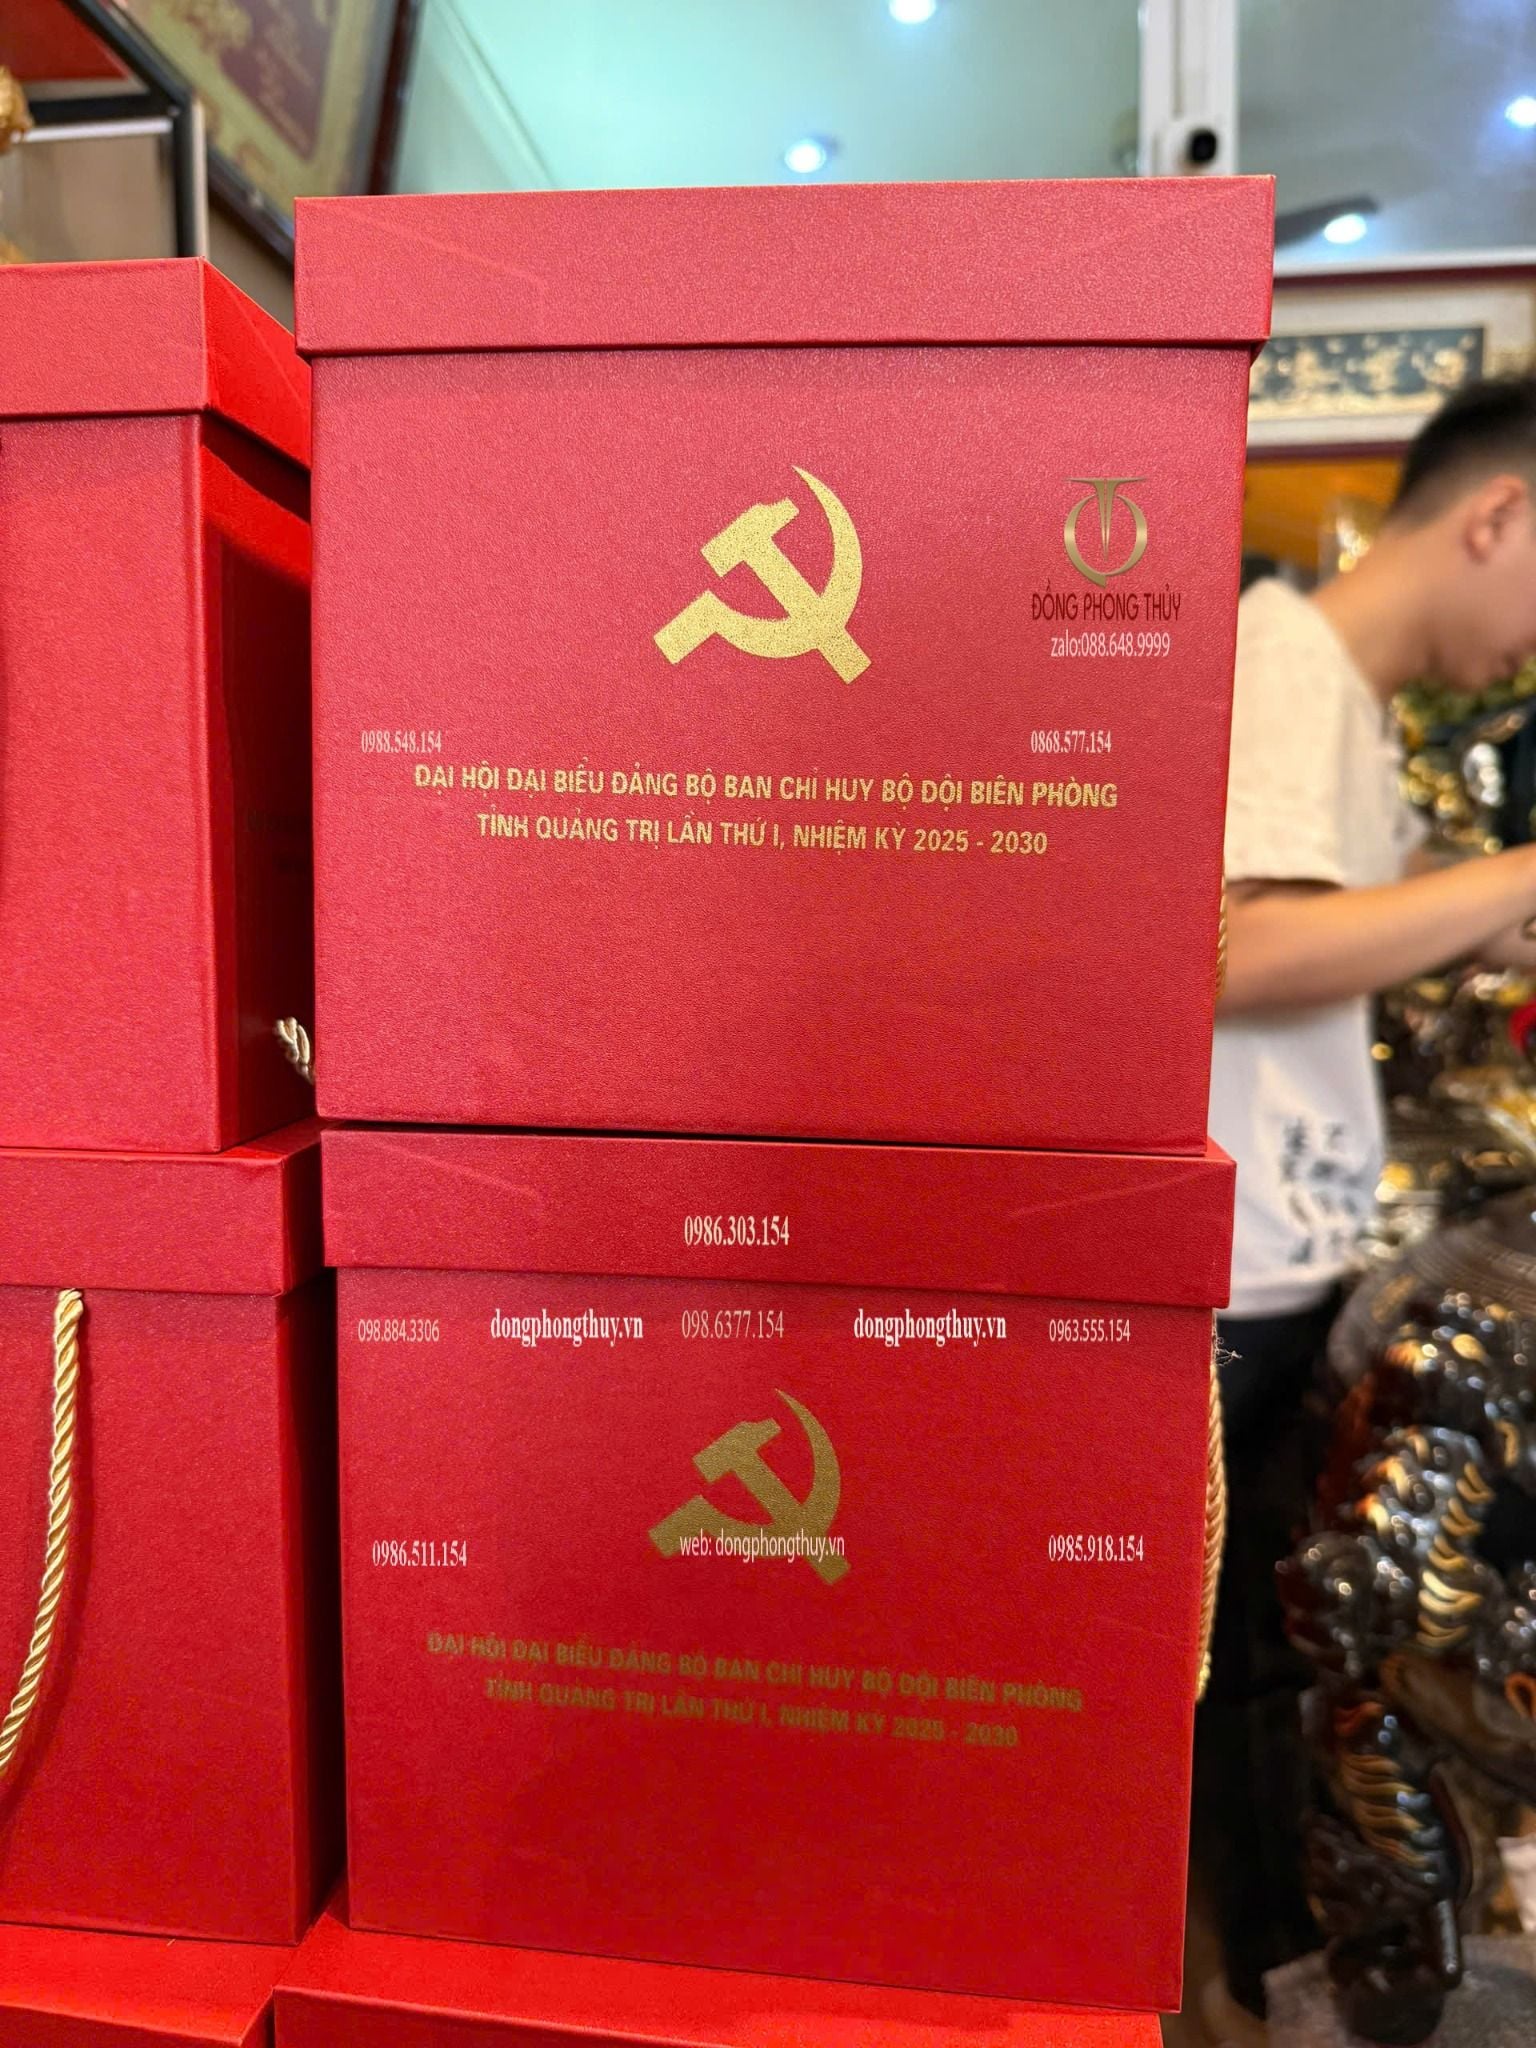 ĐỒNG PHONG THỦY
zalo:088.648.9999
0988.548.154
0868.577.154
ĐẠI HỘI ĐẠI BIỂU ĐẢNG BỘ BAN CHỈ HUY BỘ ĐỘI BIÊN PHÒNG
TỈNH QUẢNG TRỊ LẦN THỨ I, NHIỆM KỲ 2025 - 2030
0986.303.154
098.884.3306
dongphongthuy.vn
098.6377.154
dongphongthuy.vn
0963.555.154
0986.511.154
web: dongphongthuy.vn
0985.918.154
ĐẠI HỘI ĐẠI BIỂU ĐẢNG BỘ BAN CHỈ HUY BỘ ĐỘI BIÊN PHÒNG
TỈNH QUẢNG TRỊ LẦN THỨ I, NHIỆM KỲ 2025 - 2030